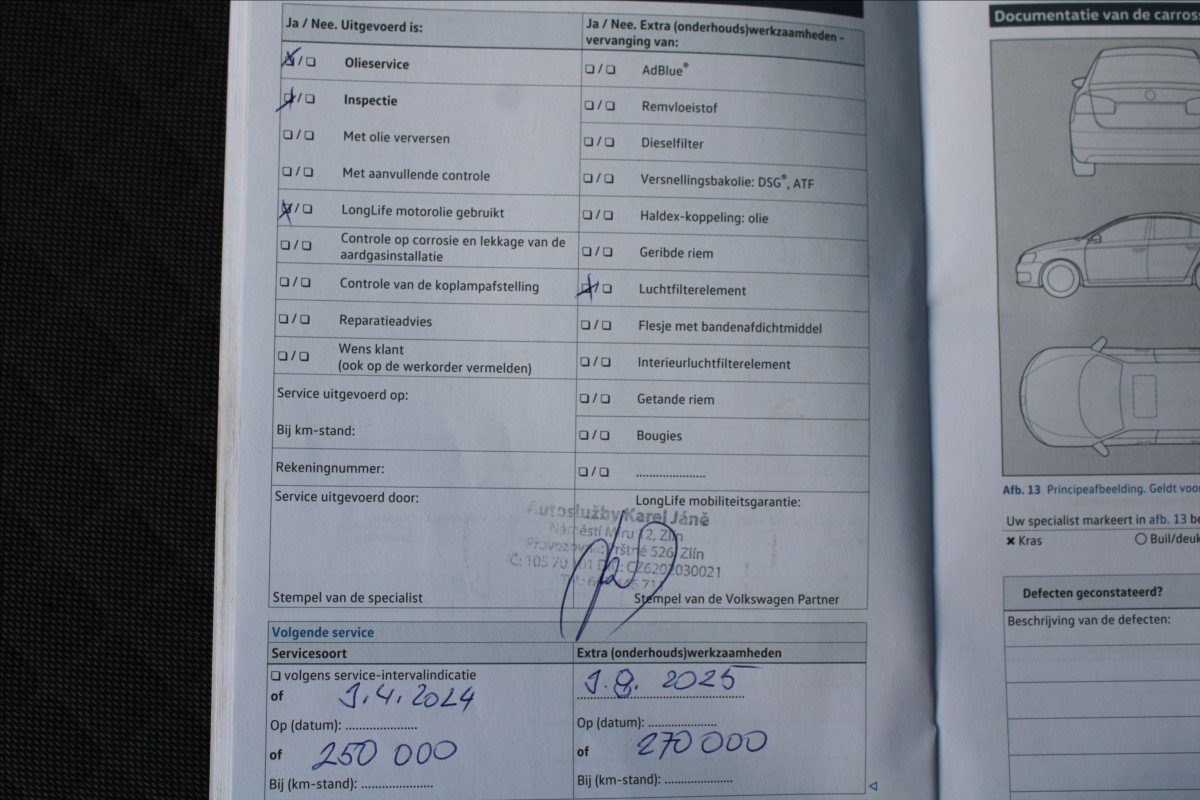 Ja / Nee. Uitgevoerd is:
Ja / Nee. Extra (onderhouds)werkzaamheden - vervanging van:
Olieservice
Inspectie
Met olie verversen
Met aanvullende controle
LongLife motorolie gebruikt
Controle op corrosie en lekkage van de
aardgasinstallatie
Controle van de koplampafstelling
Reparatieadvies
Wens klant
(ook op de werkorder vermelden)
Service uitgevoerd op:
Bij km-stand:
Rekeningnummer:
Service uitgevoerd door:
Stempel van de specialist
AdBlue®
Remvloeistof
Dieselfilter
Versnellingsbakolie: DSG®, ATF
Haldex-koppeling: olie
Geribde riem
Luchtfilterelement
Flesje met bandenafdichtmiddel
Interieurluchtfilterelement
Getande riem
Bougies
....................
LongLife mobiliteitsgarantie:
Autoslužby Karel Jáně
Náměstí Míru 12, Zlín
526, Zlín
CZ6202030021
Stempel van de Volkswagen Partner
Volgende service
Servicesoort
volgens service-intervalindicatie
of 1.4.2024
Op (datum): ....................
of 250 000
Bij (km-stand): ....................
Extra (onderhouds)werkzaamheden
1.8.2025
Op (datum): ....................
of 270 000
Bij (km-stand): ....................
Documentatie van de
Afb. 13 Principeafbeelding. Geldt
Uw specialist markeert in afb. 13
Kras
Defecten geconstateerd?
Beschrijving van de defecten: